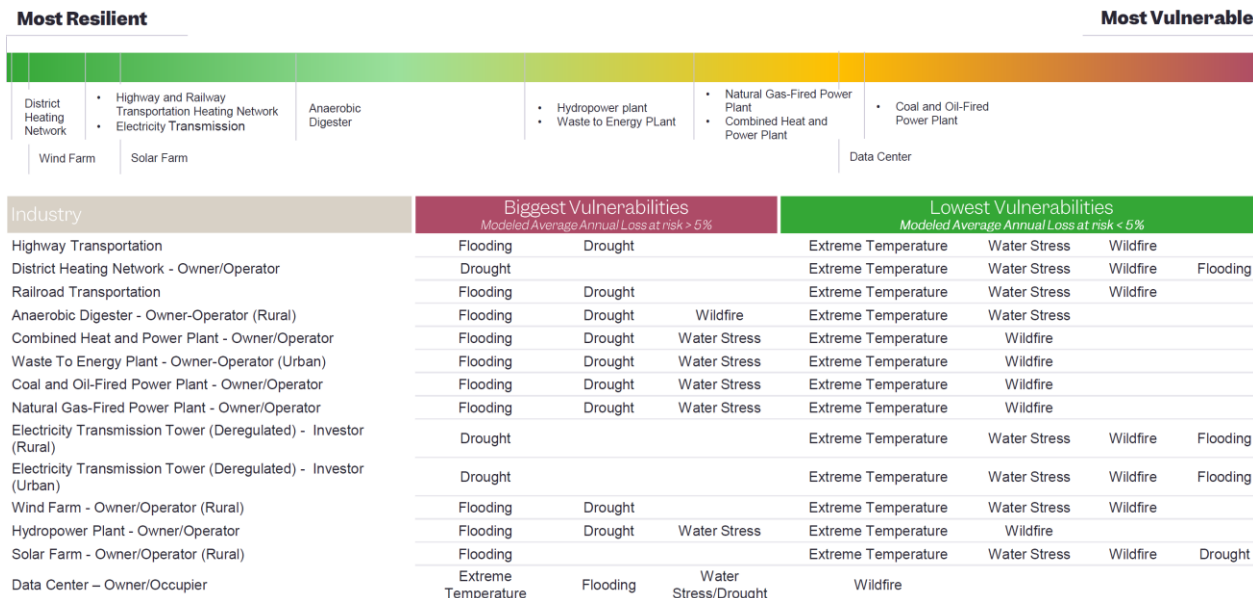 Most Resilient
Most Vulnerable
District
Heating
Network
• Highway and Railway
Transportation Heating Network
• Electricity Transmission
Anaerobic
Digester
• Hydropower plant
• Waste to Energy PLant
• Natural Gas-Fired Power
Plant
• Combined Heat and
Power Plant
• Coal and Oil-Fired
Power Plant
Wind Farm
Solar Farm
Data Center
Industry
Biggest Vulnerabilities
Modeled Average Annual Loss at risk > 5%
Lowest Vulnerabilities
Modeled Average Annual Loss at risk < 5%
Highway Transportation Flooding Drought Extreme Temperature Water Stress Wildfire
District Heating Network - Owner/Operator Drought Extreme Temperature Water Stress Wildfire Flooding
Railroad Transportation Flooding Drought Extreme Temperature Water Stress Wildfire
Anaerobic Digester - Owner-Operator (Rural) Flooding Drought Wildfire Extreme Temperature Water Stress
Combined Heat and Power Plant - Owner/Operator Flooding Drought Water Stress Extreme Temperature Wildfire
Waste To Energy Plant - Owner-Operator (Urban) Flooding Drought Water Stress Extreme Temperature Wildfire
Coal and Oil-Fired Power Plant - Owner/Operator Flooding Drought Water Stress Extreme Temperature Wildfire
Natural Gas-Fired Power Plant - Owner/Operator Flooding Drought Water Stress Extreme Temperature Wildfire
Electricity Transmission Tower (Deregulated) - Investor
(Rural)
Drought Extreme Temperature Water Stress Wildfire Flooding
Electricity Transmission Tower (Deregulated) - Investor
(Urban)
Drought Extreme Temperature Water Stress Wildfire Flooding
Wind Farm - Owner/Operator (Rural) Flooding Drought Extreme Temperature Water Stress Wildfire
Hydropower Plant - Owner/Operator Flooding Drought Water Stress Extreme Temperature Wildfire
Solar Farm - Owner/Operator (Rural) Flooding Extreme Temperature Water Stress Wildfire Drought
Data Center – Owner/Occupier
Extreme
Temperature
Flooding
Water
Stress/Drought
Wildfire